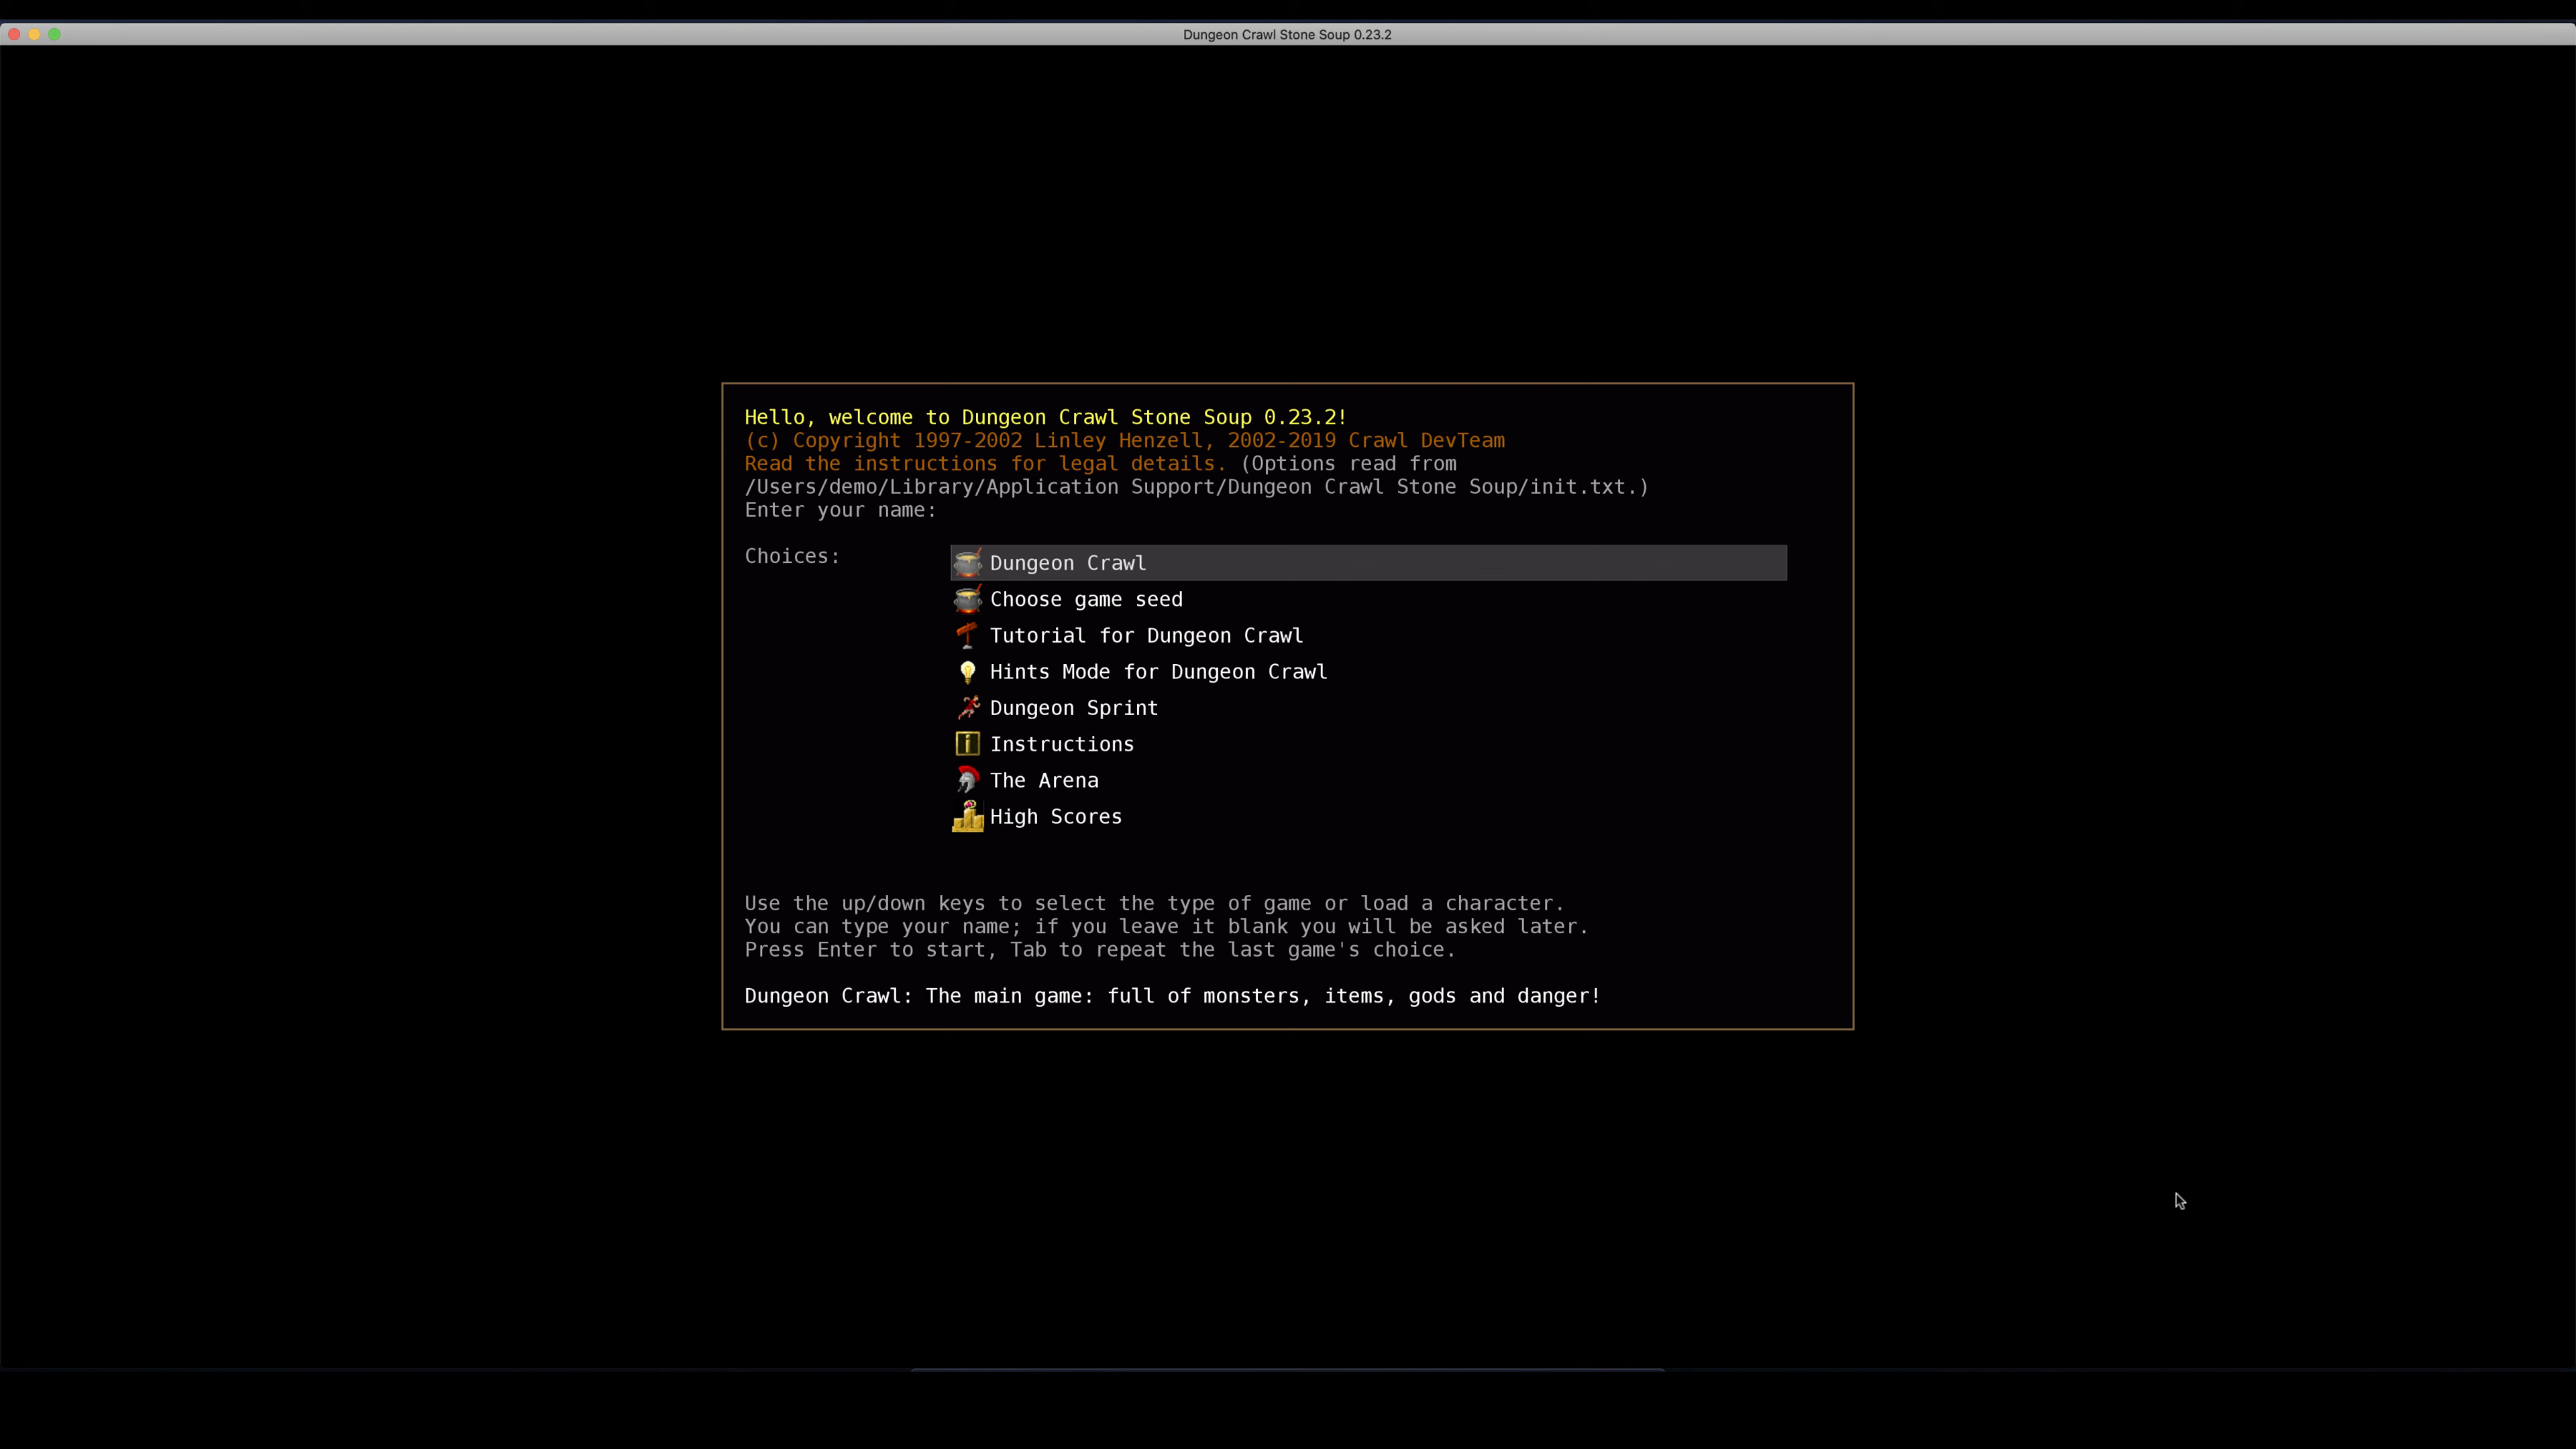 Dungeon Crawl Stone Soup 0.23.2
Hello, welcome to Dungeon Crawl Stone Soup 0.23.2!
(c) Copyright 1997-2002 Linley Henzell, 2002-2019 Crawl DevTeam
Read the instructions for legal details. (Options read from
/Users/demo/Library/Application Support/Dungeon Crawl Stone Soup/init.txt.)
Enter your name:
Choices:
Dungeon Crawl
Choose game seed
Tutorial for Dungeon Crawl
Hints Mode for Dungeon Crawl
Dungeon Sprint
Instructions
The Arena
High Scores
Use the up/down keys to select the type of game or load a character.
You can type your name; if you leave it blank you will be asked later.
Press Enter to start, Tab to repeat the last game's choice.
Dungeon Crawl: The main game: full of monsters, items, gods and danger!